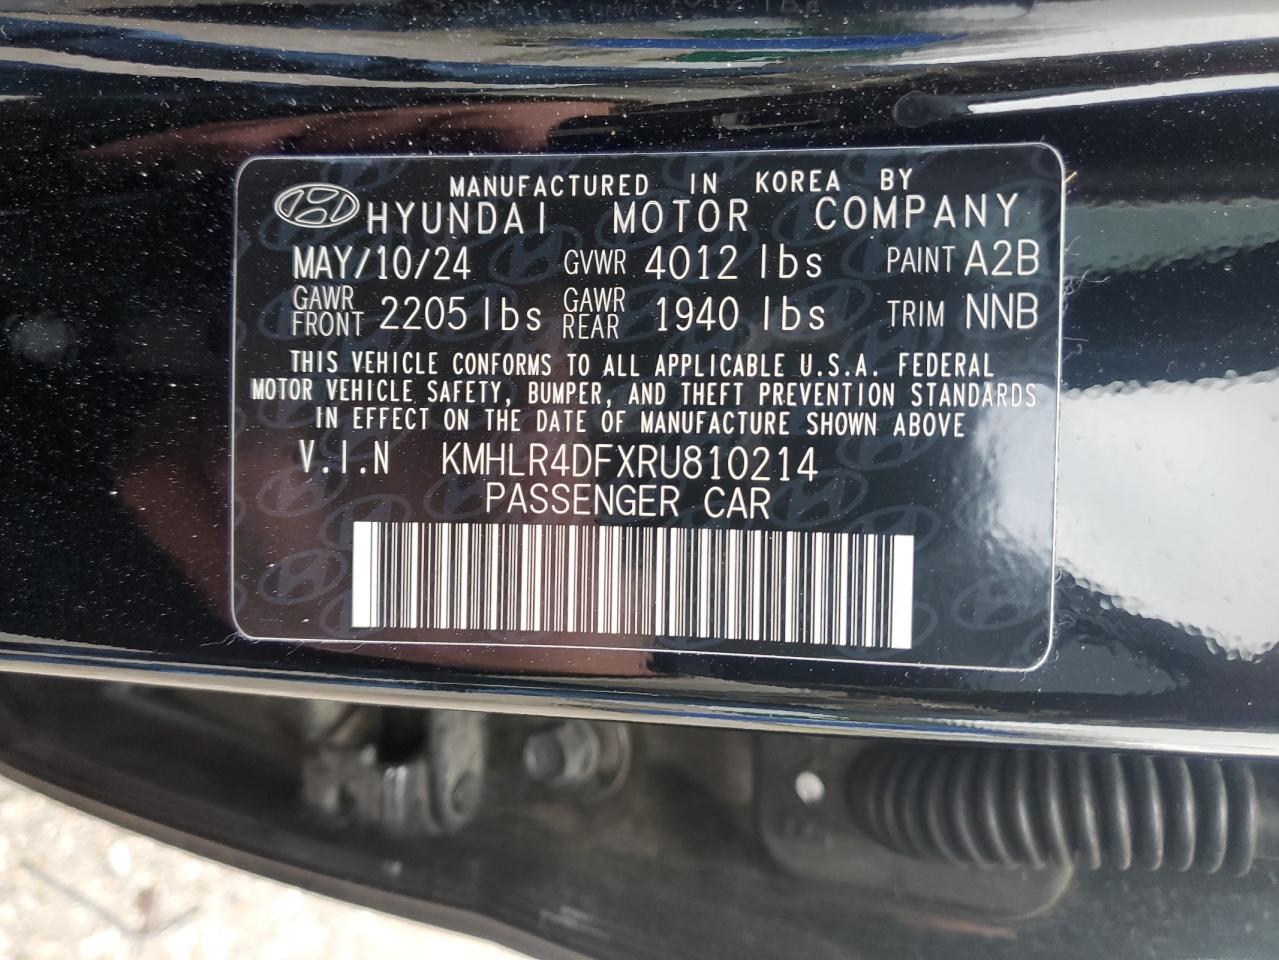 MANUFACTURED IN KOREA BY
HYUNDAI MOTOR COMPANY
MAY/10/24 GVWR 4012 lbs PAINT A2B
GAWR FRONT 2205 lbs GAWR REAR 1940 lbs TRIM NNB
THIS VEHICLE CONFORMS TO ALL APPLICABLE U.S.A. FEDERAL
MOTOR VEHICLE SAFETY, BUMPER, AND THEFT PREVENTION STANDARDS
IN EFFECT ON THE DATE OF MANUFACTURE SHOWN ABOVE
V.I.N KMHLR4DFXRU810214
PASSENGER CAR